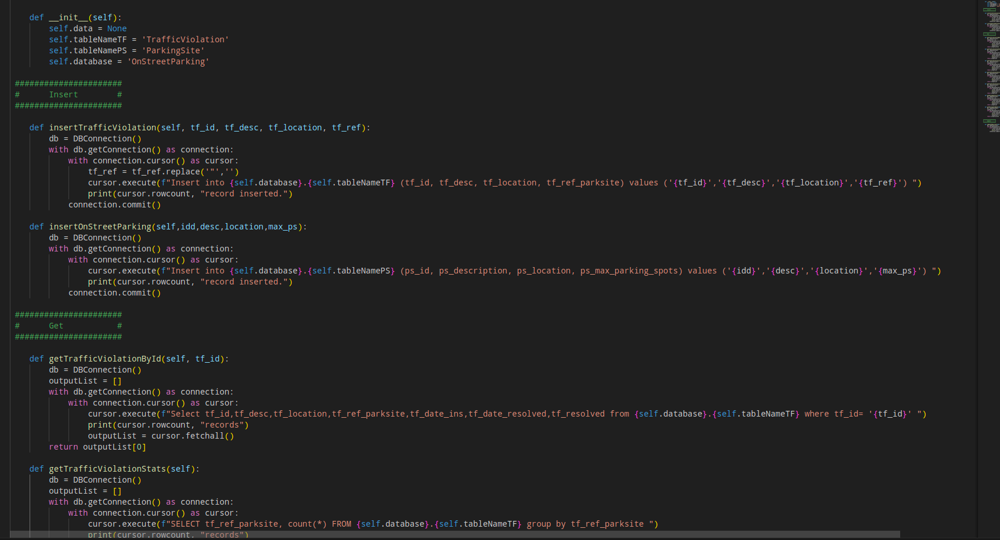 def __init__(self):
self.data = None
self.tableNameTF = 'TrafficViolation'
self.tableNamePS = 'ParkingSite'
self.database = 'OnStreetParking'
######################
#      Insert        #
######################
def insertTrafficViolation(self, tf_id, tf_desc, tf_location, tf_ref):
db = DBConnection()
with db.getConnection() as connection:
with connection.cursor() as cursor:
tf_ref = tf_ref.replace('"','')
cursor.execute(f"Insert into {self.database}.{self.tableNameTF} (tf_id, tf_desc, tf_location, tf_ref_parksite) values ('{tf_id}','{tf_desc}','{tf_location}','{tf_ref}') ")
print(cursor.rowcount, "record inserted.")
connection.commit()
def insertOnStreetParking(self,idd,desc,location,max_ps):
db = DBConnection()
with db.getConnection() as connection:
with connection.cursor() as cursor:
cursor.execute(f"Insert into {self.database}.{self.tableNamePS} (ps_id, ps_description, ps_location, ps_max_parking_spots) values ('{idd}','{desc}','{location}','{max_ps}') ")
print(cursor.rowcount, "record inserted.")
connection.commit()
######################
#      Get           #
######################
def getTrafficViolationById(self, tf_id):
db = DBConnection()
outputList = []
with db.getConnection() as connection:
with connection.cursor() as cursor:
cursor.execute(f"Select tf_id,tf_desc,tf_location,tf_ref_parksite,tf_date_ins,tf_date_resolved,tf_resolved from {self.database}.{self.tableNameTF} where tf_id= '{tf_id}' ")
print(cursor.rowcount, "records")
outputList = cursor.fetchall()
return outputList[0]
def getTrafficViolationStats(self):
db = DBConnection()
outputList = []
with db.getConnection() as connection:
with connection.cursor() as cursor:
cursor.execute(f"SELECT tf_ref_parksite, count(*) FROM {self.database}.{self.tableNameTF} group by tf_ref_parksite ")
print(cursor.rowcount, "records")